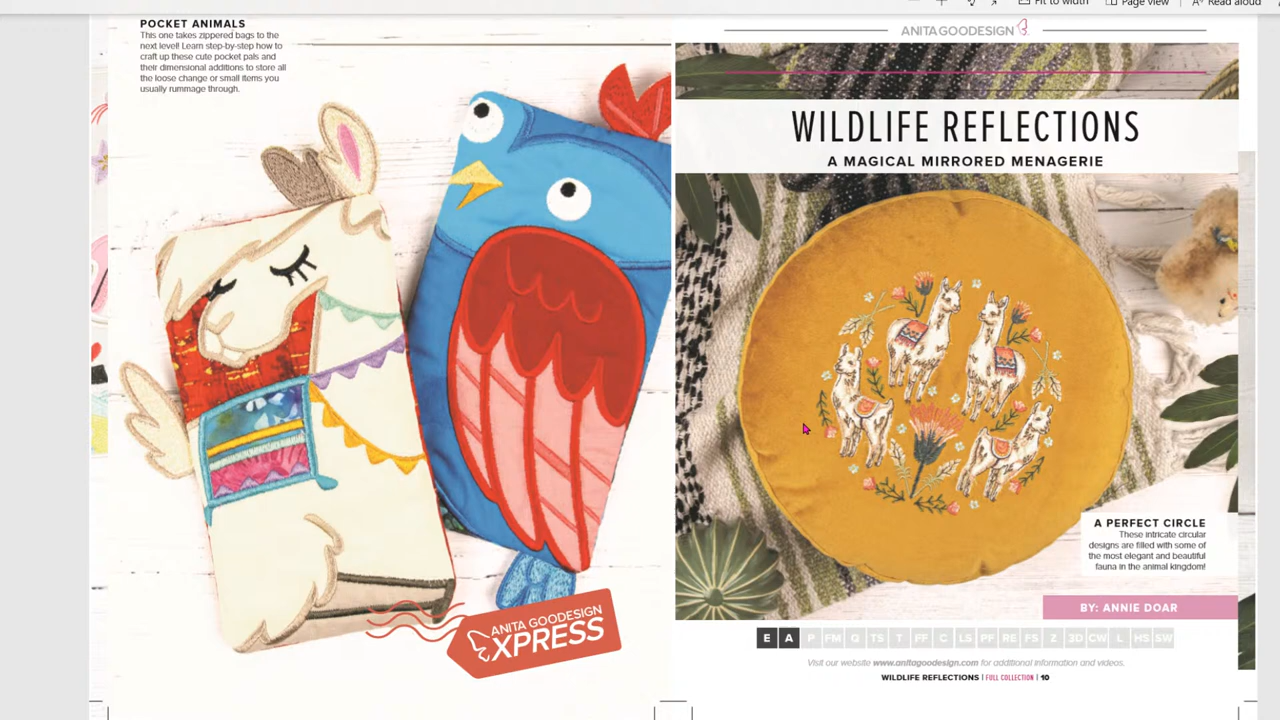 Fit to width
Page view
Read aloud
POCKET ANIMALS
This one takes zippered bags to the
next level! Learn step-by-step how to
craft up these cute pocket pals and
their dimensional additions to store all
the loose change or small items you
usually rummage through.
ANITA GOODESIGN
XPRESS
ANITAGOODESIGN
WILDLIFE REFLECTIONS
A MAGICAL MIRRORED MENAGERIE
A PERFECT CIRCLE
These intricate circular
designs are filled with some of
the most elegant and beautiful
fauna in the animal kingdom!
BY: ANNIE DOAR
E A P FM Q TS T FF C LS PF RE FS Z 3D CW L HS SW
Visit our website www.anitagoodesign.com for additional information and videos.
WILDLIFE REFLECTIONS | FULL COLLECTION | 10